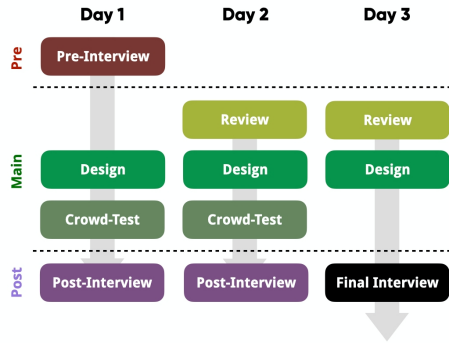 Day 1 Day 2 Day 3
Pre
Pre-Interview
Main
Review Review
Design Design Design
Crowd-Test Crowd-Test
Post
Post-Interview Post-Interview Final Interview